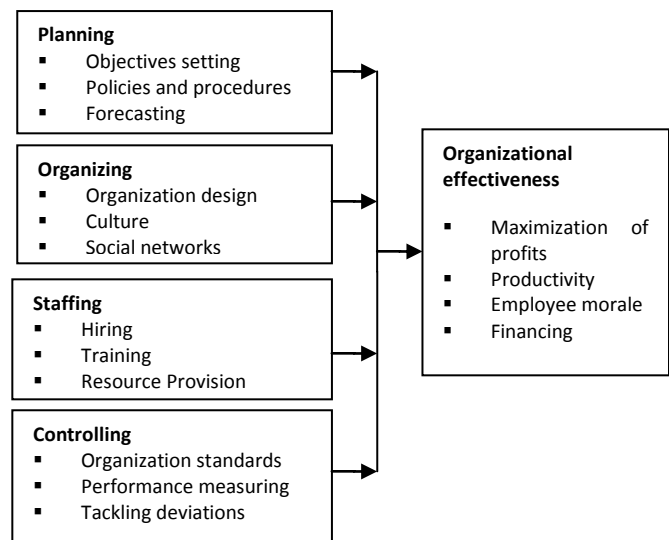 Planning
▪ Objectives setting
▪ Policies and procedures
▪ Forecasting
Organizing
▪ Organization design
▪ Culture
▪ Social networks
Staffing
▪ Hiring
▪ Training
▪ Resource Provision
Controlling
▪ Organization standards
▪ Performance measuring
▪ Tackling deviations
Organizational
effectiveness
▪ Maximization of
profits
▪ Productivity
▪ Employee morale
▪ Financing